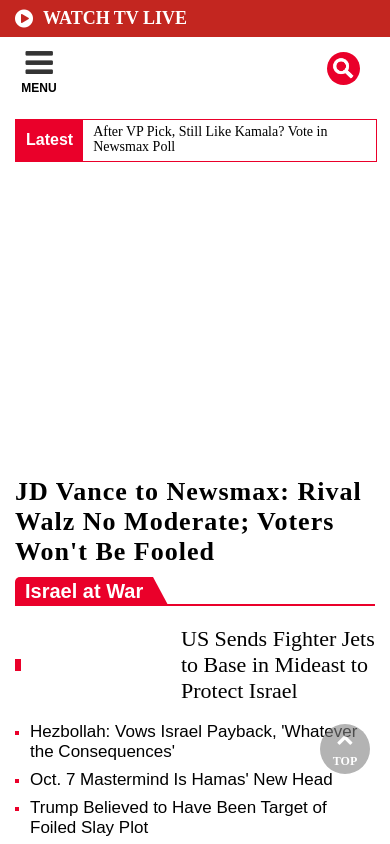 WATCH TV LIVE
MENU
Latest
After VP Pick, Still Like Kamala? Vote in
Newsmax Poll
JD Vance to Newsmax: Rival
Walz No Moderate; Voters
Won't Be Fooled
Israel at War
US Sends Fighter Jets
to Base in Mideast to
Protect Israel
Hezbollah: Vows Israel Payback, 'Whatever
the Consequences'
Oct. 7 Mastermind Is Hamas' New Head
Trump Believed to Have Been Target of
Foiled Slay Plot
TOP